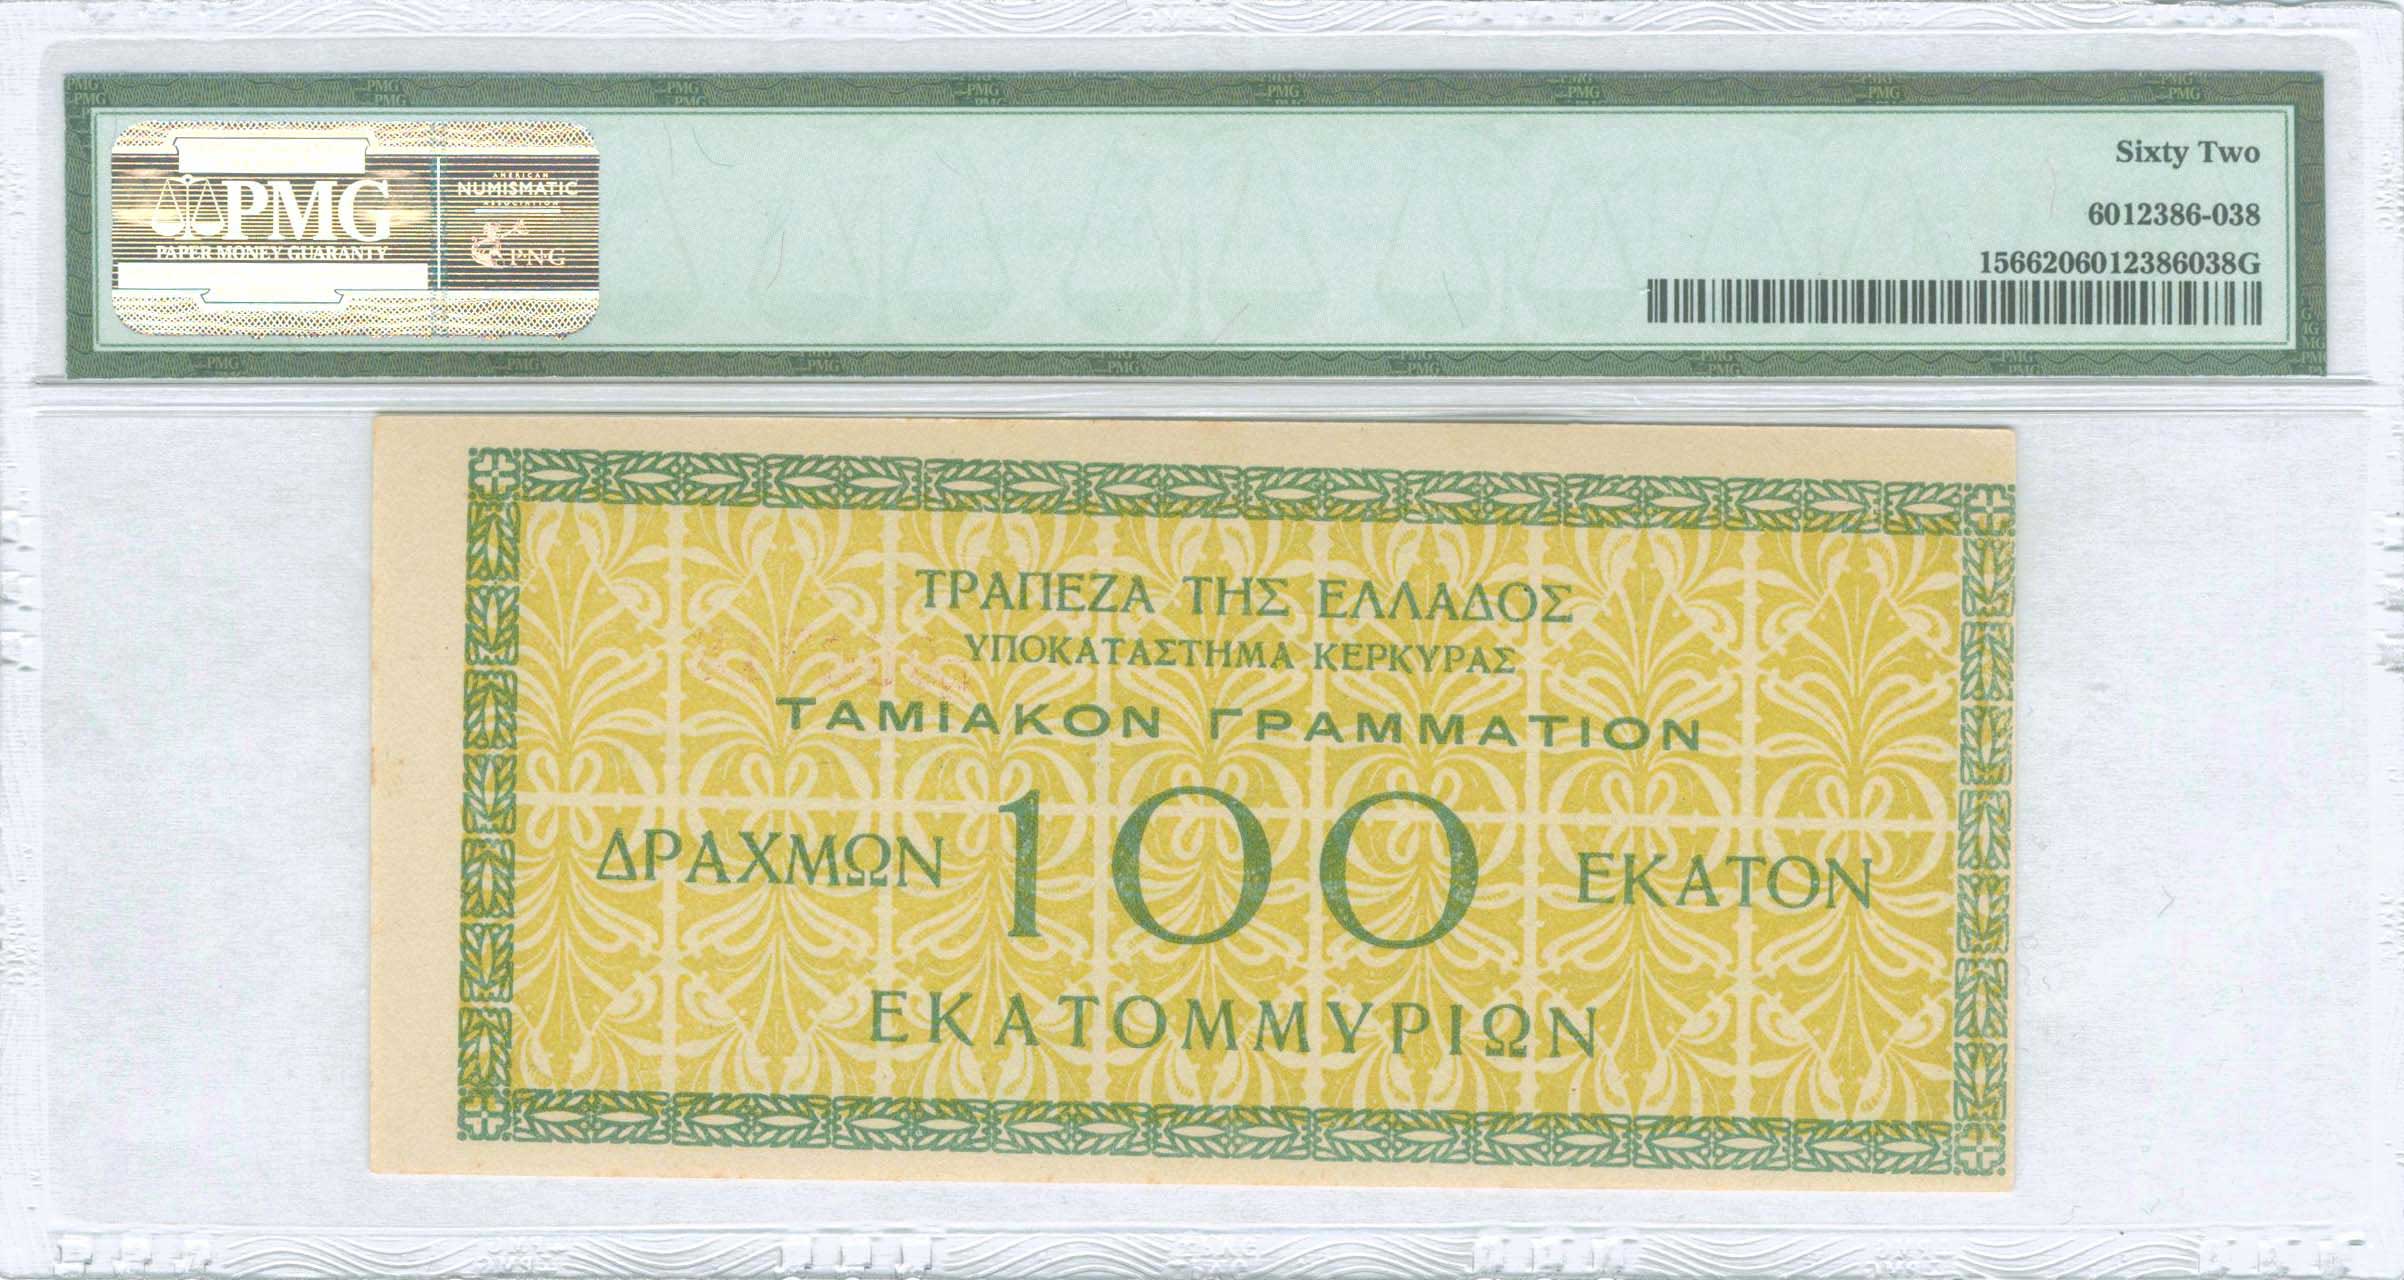 PMG
PAPER MONEY GUARANTY
AMERICAN
NUMISMATIC
ASSOCIATION
P·N·G
Sixty Two
6012386-038
1566206012386038G
ΤΡΑΠΕΖΑ ΤΗΣ ΕΛΛΑΔΟΣ
ΥΠΟΚΑΤΑΣΤΗΜΑ ΚΕΡΚΥΡΑΣ
ΤΑΜΙΑΚΟΝ ΓΡΑΜΜΑΤΙΟΝ
ΔΡΑΧΜΩΝ 100 ΕΚΑΤΟΝ
ΕΚΑΤΟΜΜΥΡΙΩΝ